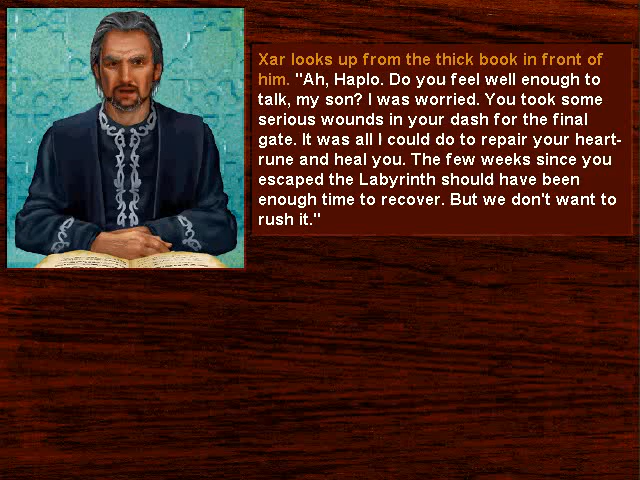 Xar looks up from the thick book in front of
him. "Ah, Haplo. Do you feel well enough to
talk, my son? I was worried. You took some
serious wounds in your dash for the final
gate. It was all I could do to repair your heart-
rune and heal you. The few weeks since you
escaped the Labyrinth should have been
enough time to recover. But we don't want to
rush it."